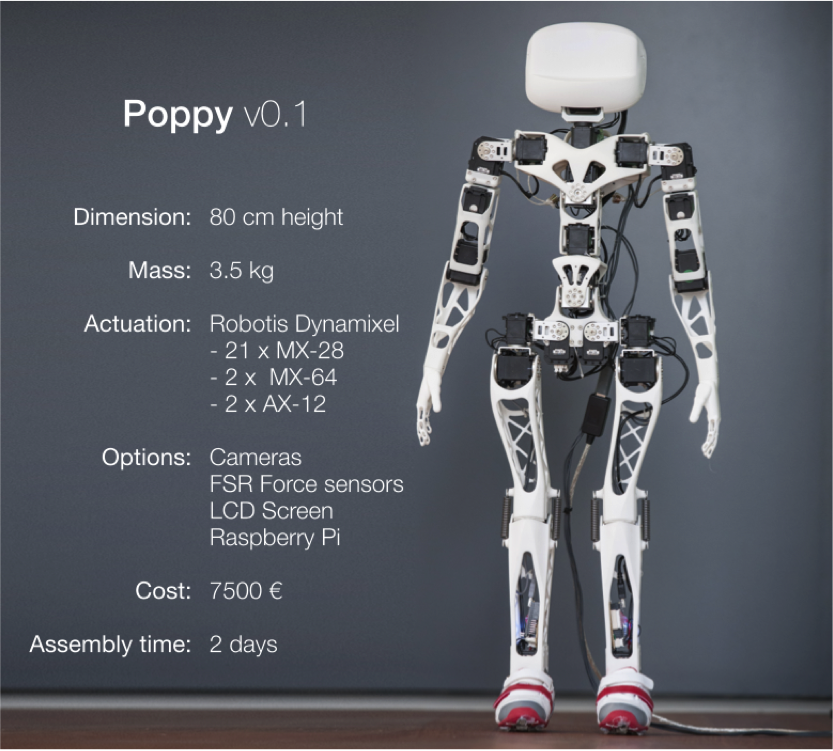 Poppy v0.1
Dimension: 80 cm height
Mass: 3.5 kg
Actuation: Robotis Dynamixel
- 21 x MX-28
- 2 x  MX-64
- 2 x AX-12
Options: Cameras
FSR Force sensors
LCD Screen
Raspberry Pi
Cost: 7500 €
Assembly time: 2 days